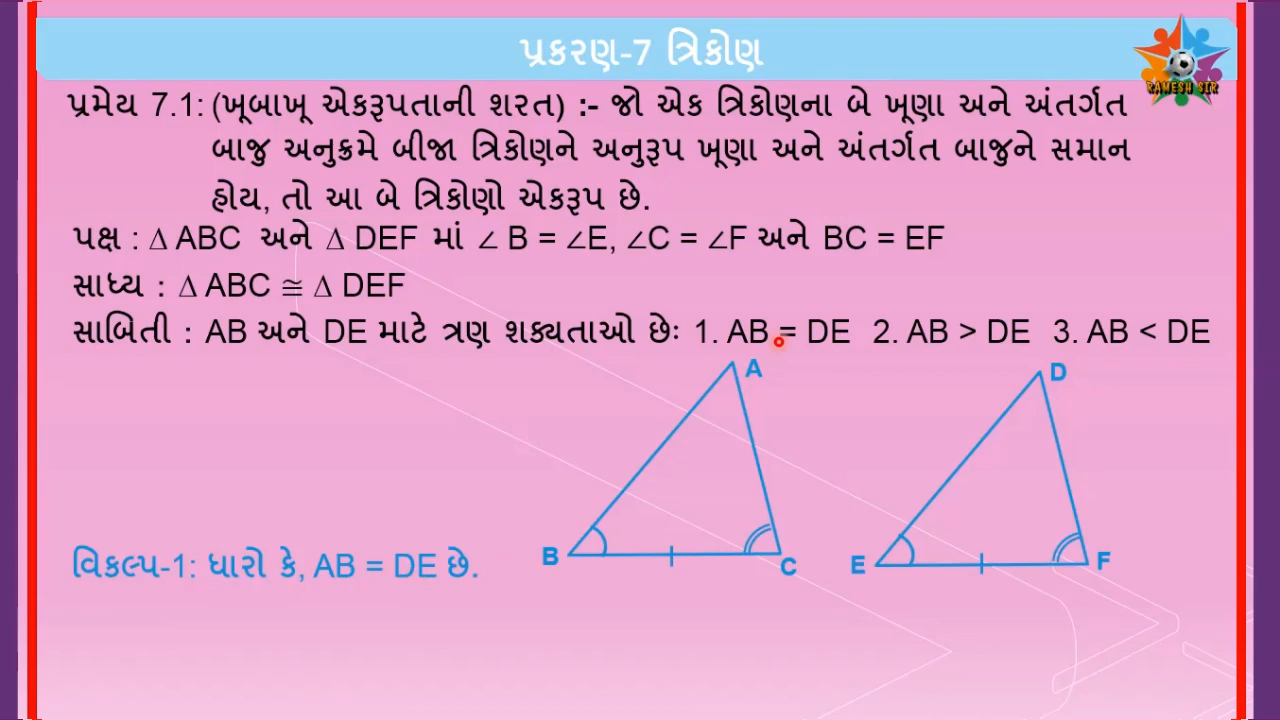 પ્રકરણ-7 ત્રિકોણ
RAMESH SIR
પ્રમેય 7.1: (ખૂબાખૂ એકરૂપતાની શરત) :- જો એક ત્રિકોણના બે ખૂણા અને અંતર્ગત
બાજુ અનુક્રમે બીજા ત્રિકોણને અનુરૂપ ખૂણા અને અંતર્ગત બાજુને સમાન
હોય, તો આ બે ત્રિકોણો એકરૂપ છે.
પક્ષ : ∆ ABC અને ∆ DEF માં ∠ B = ∠E, ∠C = ∠F અને BC = EF
સાધ્ય : ∆ ABC ≅ ∆ DEF
સાબિતી : AB અને DE માટે ત્રણ શક્યતાઓ છેઃ 1. AB = DE 2. AB > DE 3. AB < DE
A
D
B
C
E
F
વિકલ્પ-1: ધારો કે, AB = DE છે.